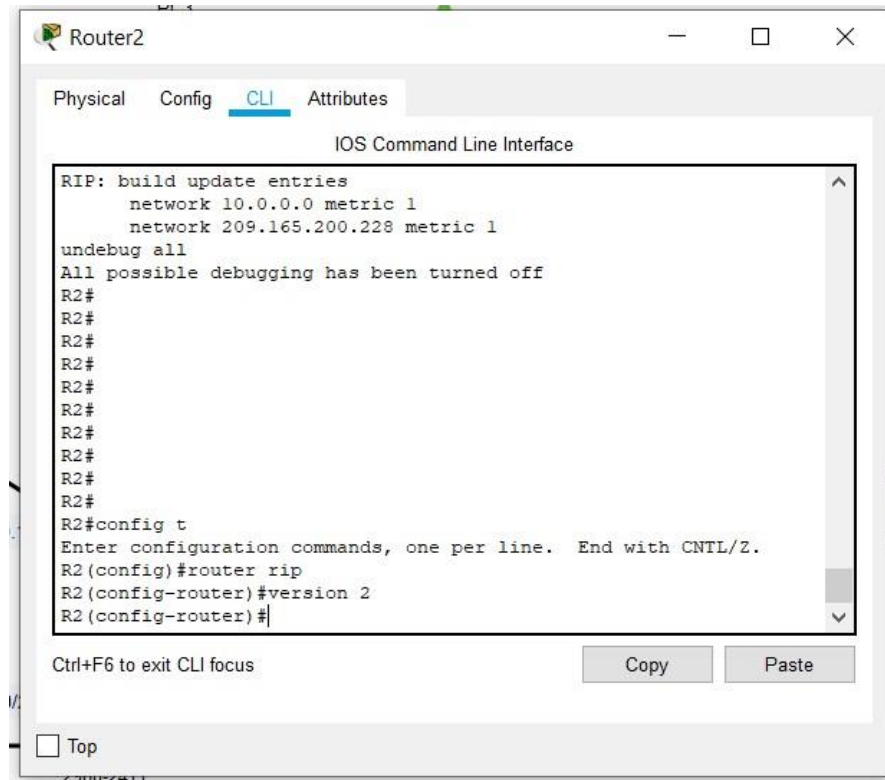 Router2
Physical Config CLI Attributes
IOS Command Line Interface
RIP: build update entries
network 10.0.0.0 metric 1
network 209.165.200.228 metric 1
undebug all
All possible debugging has been turned off
R2#
R2#
R2#
R2#
R2#
R2#
R2#
R2#
R2#
R2#
R2#config t
Enter configuration commands, one per line.  End with CNTL/Z.
R2(config)#router rip
R2(config-router)#version 2
R2(config-router)#
Ctrl+F6 to exit CLI focus
Copy Paste
Top